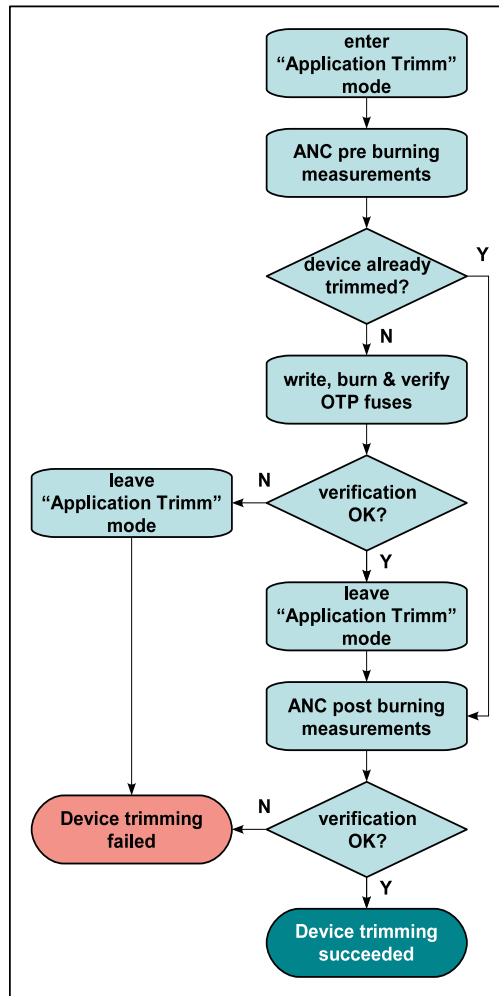 enter
“Application Trimm”
mode
ANC pre burning
measurements
device already
trimmed?
Y
N
write, burn & verify
OTP fuses
leave
“Application Trimm”
mode
N
verification
OK?
Y
leave
“Application Trimm”
mode
ANC post burning
measurements
Device trimming
failed
N
verification
OK?
Y
Device trimming
succeeded